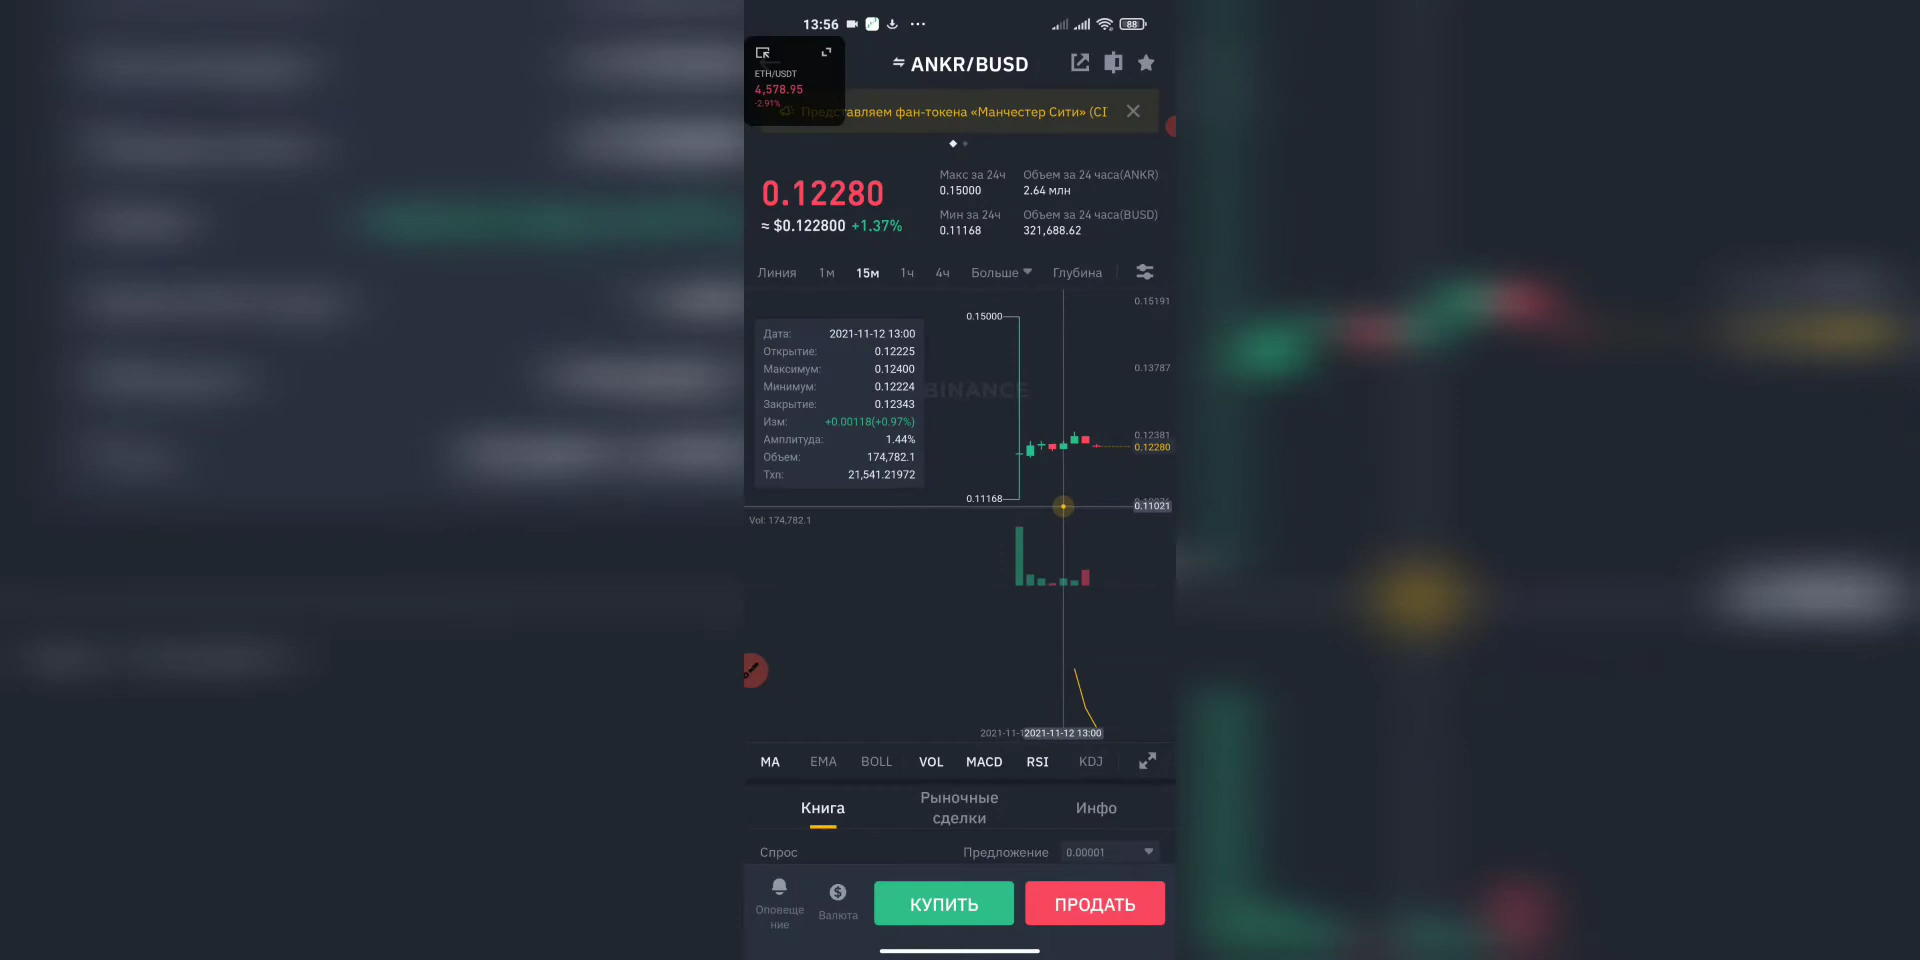 13:56
88
ETH/USDT
4,578.95
-2.91%
ANKR/BUSD
Представляем фан-токена «Манчестер Сити» (CI
0.12280
≈ $0.122800 +1.37%
Макс за 24ч
0.15000
Мин за 24ч
0.11168
Объем за 24 часа(ANKR)
2.64 млн
Объем за 24 часа(BUSD)
321,688.62
Линия 1м 15м 1ч 4ч Больше Глубина
Дата: 2021-11-12 13:00
Открытие: 0.12225
Максимум: 0.12400
Минимум: 0.12224
Закрытие: 0.12343
Изм: +0.00118(+0.97%)
Амплитуда: 1.44%
Объем: 174,782.1
Txn: 21,541.21972
BINANCE
0.15000
0.11168
0.15191
0.13787
0.12381
0.12280
0.11021
Vol: 174,782.1
2021-11-1
2021-11-12 13:00
MA EMA BOLL VOL MACD RSI KDJ
Книга
Рыночные
сделки
Инфо
Спрос
Предложение
0.00001
Оповеще
ние
Валюта
КУПИТЬ
ПРОДАТЬ